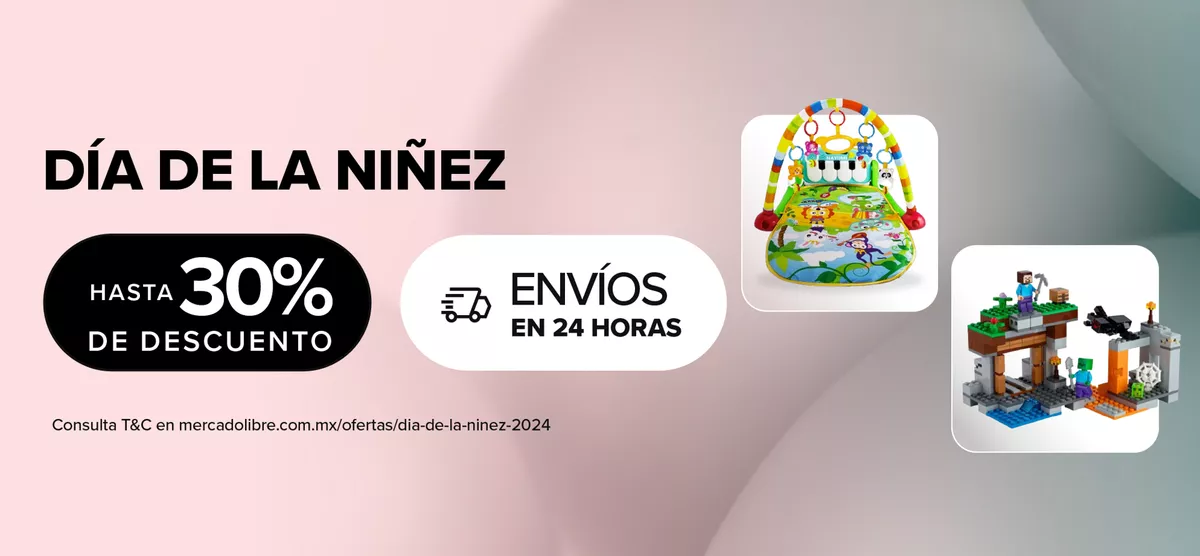 DÍA DE LA NIÑEZ
HASTA 30%
DE DESCUENTO
ENVÍOS
EN 24 HORAS
Consulta T&C en mercadolibre.com.mx/ofertas/dia-de-la-ninez-2024